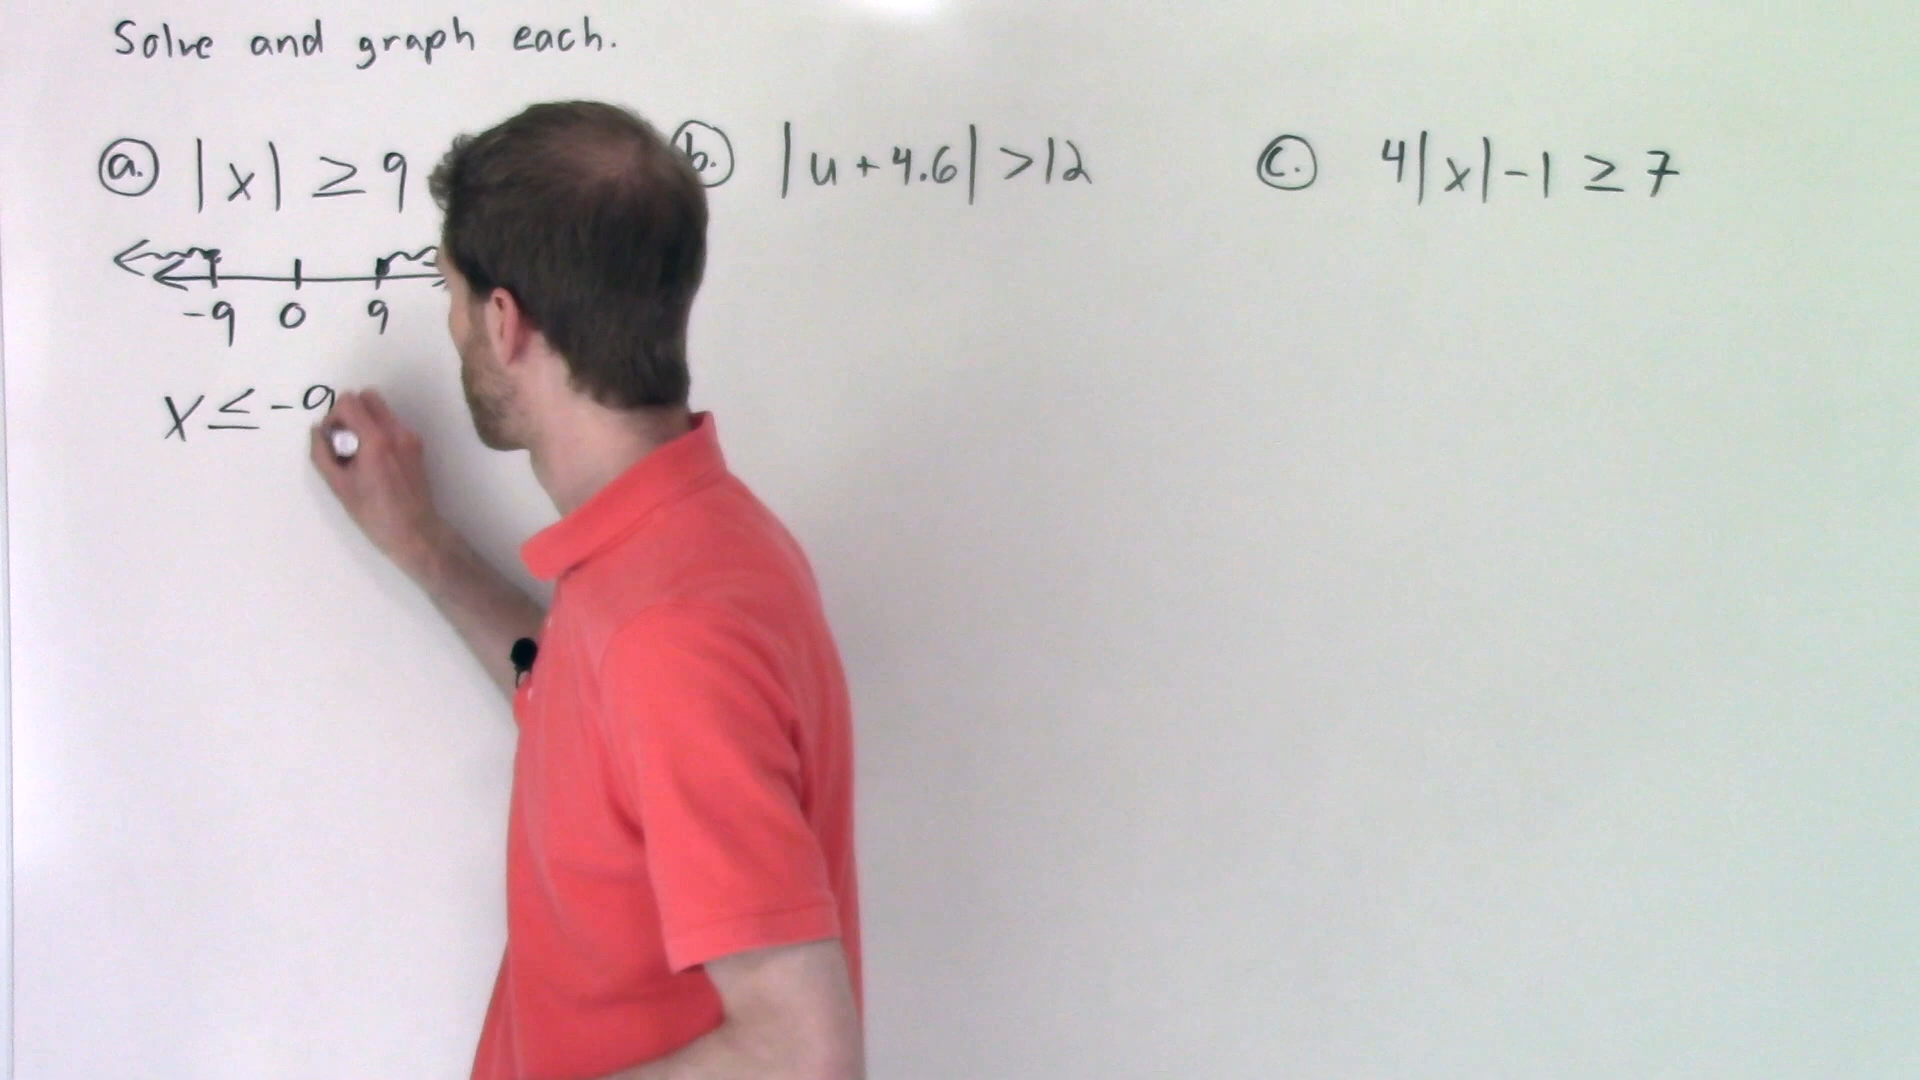 Solve and graph each.
a. |x| ≥ 9
b. |u + 4.6| > 12
c. 4|x| - 1 ≥ 7
-9 0 9
x ≤ -9